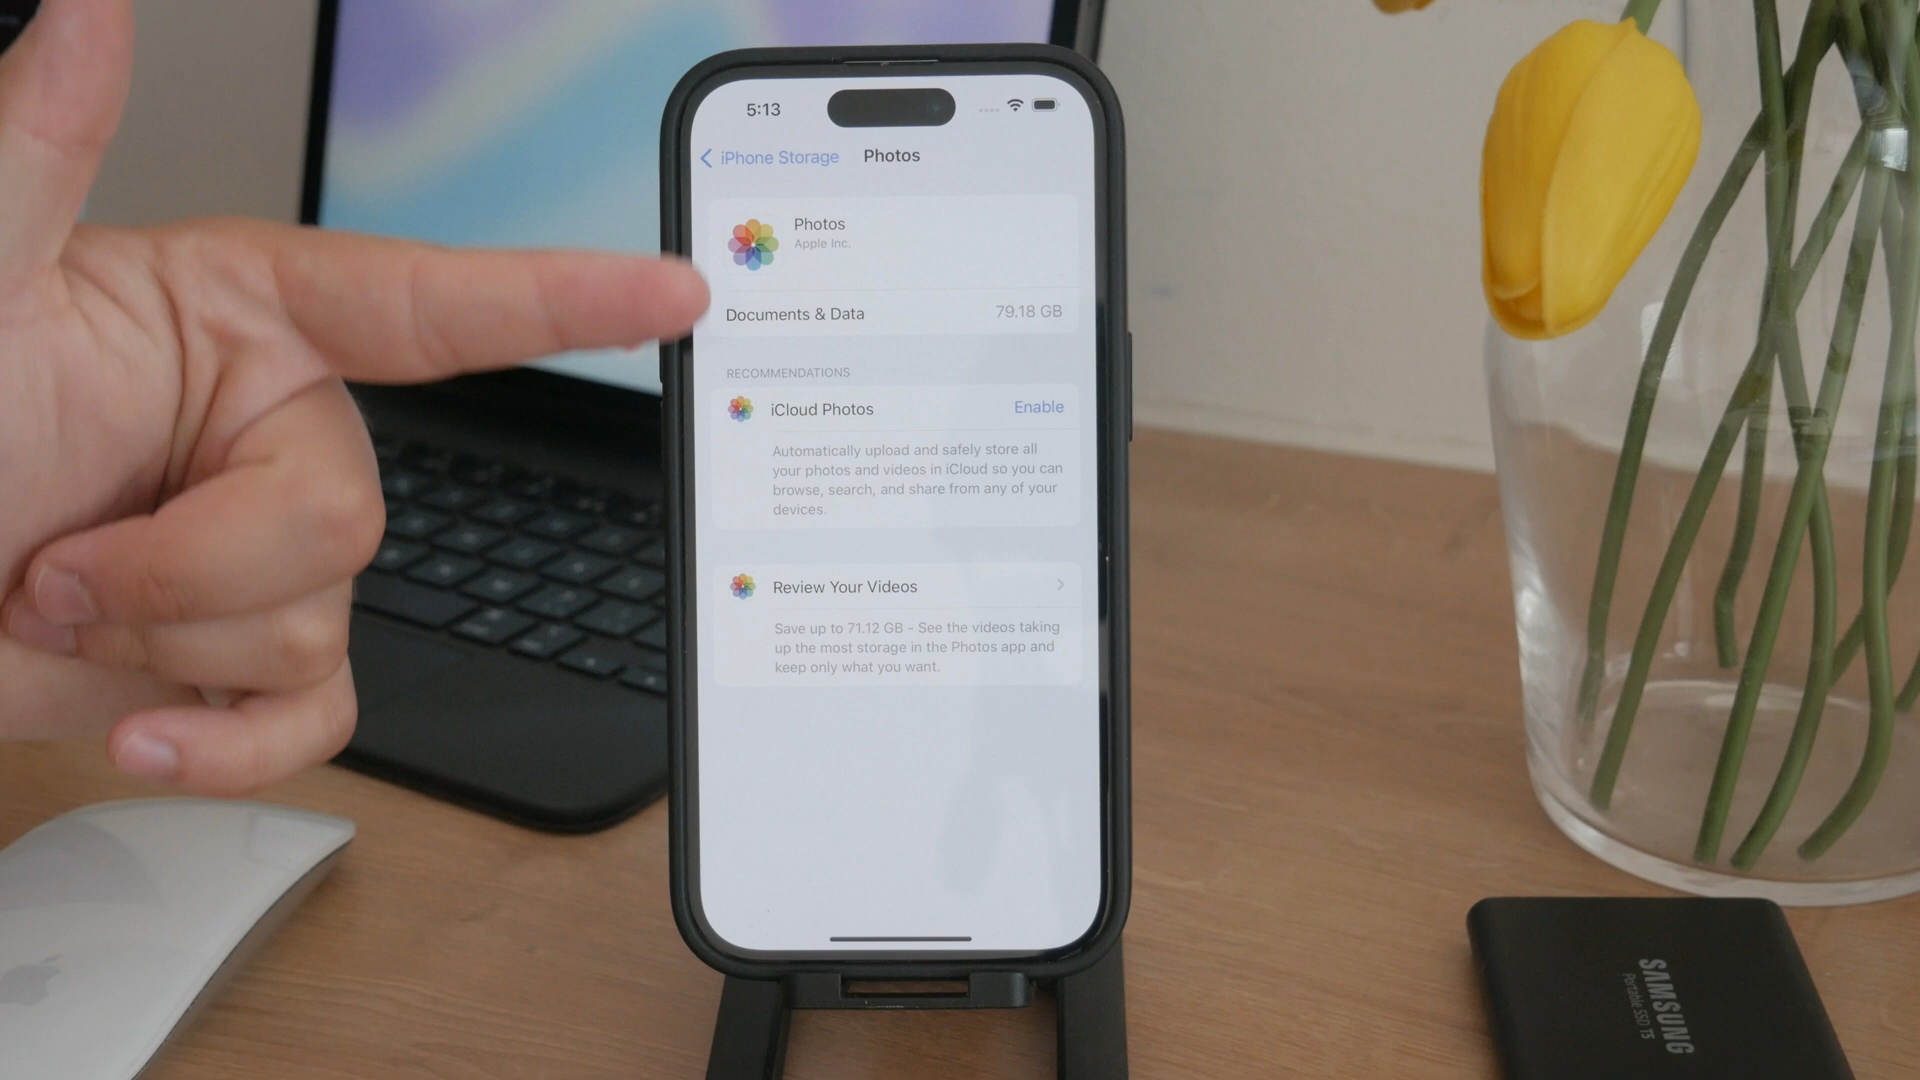 5:13
iPhone Storage
Photos
Photos
Apple Inc.
Documents & Data
79.18 GB
RECOMMENDATIONS
iCloud Photos
Enable
Automatically upload and safely store all
your photos and videos in iCloud so you can
browse, search, and share from any of your
devices.
Review Your Videos
Save up to 71.12 GB - See the videos taking
up the most storage in the Photos app and
keep only what you want.
SAMSUNG
Portable SSD T5